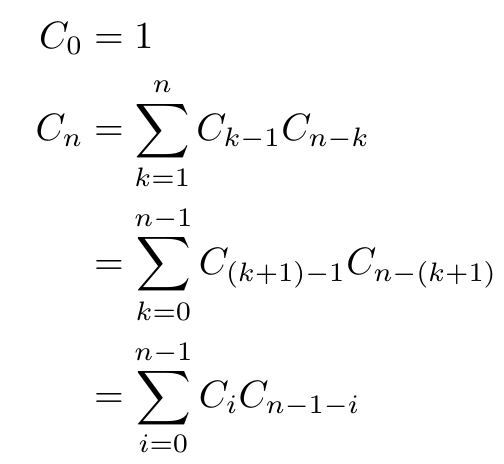 C_0 = 1
C_n = \sum_{k=1}^{n} C_{k-1} C_{n-k}
= \sum_{k=0}^{n-1} C_{(k+1)-1} C_{n-(k+1)}
= \sum_{i=0}^{n-1} C_i C_{n-1-i}